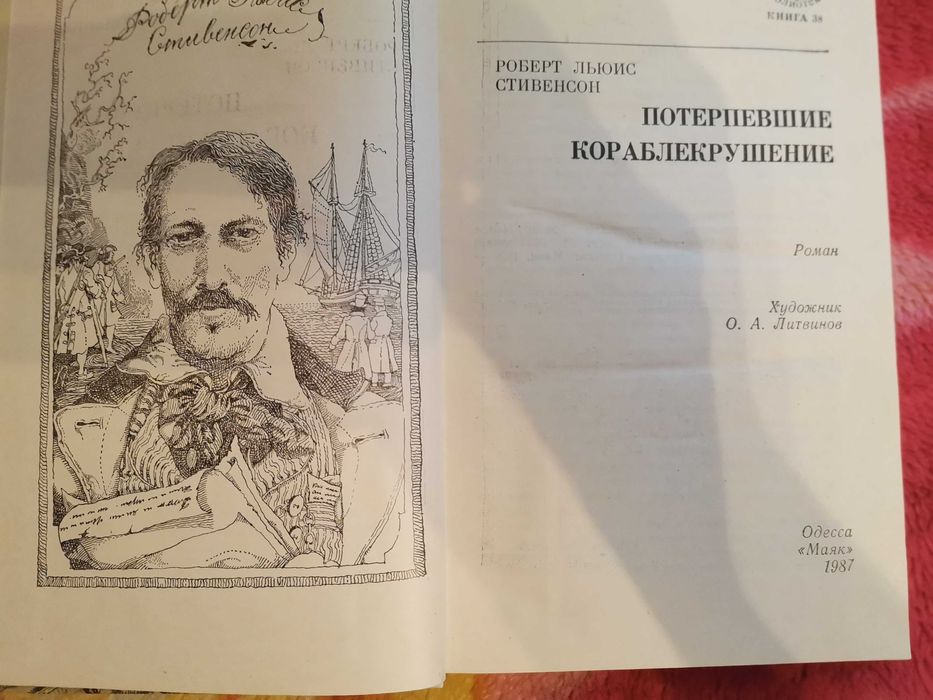 Роберт Льюис
Стивенсон
КНИГА 38
РОБЕРТ ЛЬЮИС
СТИВЕНСОН
ПОТЕРПЕВШИЕ
КОРАБЛЕКРУШЕНИЕ
Роман
Художник
О. А. Литвинов
Одесса
«Маяк»
1987